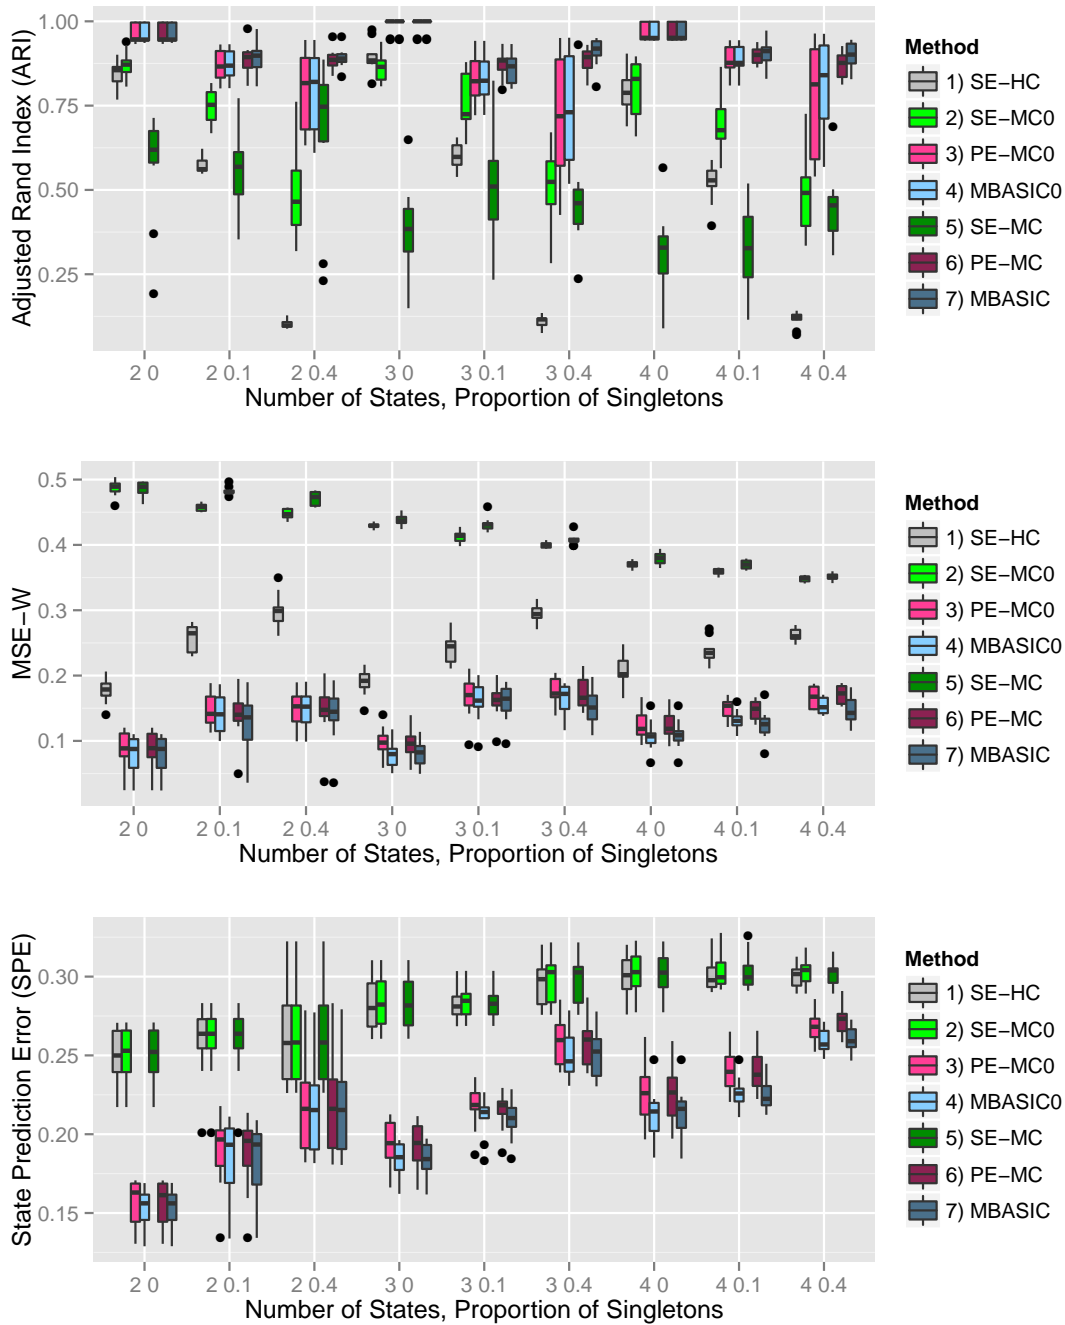 Adjusted Rand Index (ARI)
1.00
0.75
0.50
0.25
2 0
2 0.1
2 0.4
3 0
3 0.1
3 0.4
4 0
4 0.1
4 0.4
Number of States, Proportion of Singletons
Method
1) SE−HC
2) SE−MC0
3) PE−MC0
4) MBASIC0
5) SE−MC
6) PE−MC
7) MBASIC
MSE−W
0.5
0.4
0.3
0.2
0.1
2 0
2 0.1
2 0.4
3 0
3 0.1
3 0.4
4 0
4 0.1
4 0.4
Number of States, Proportion of Singletons
Method
1) SE−HC
2) SE−MC0
3) PE−MC0
4) MBASIC0
5) SE−MC
6) PE−MC
7) MBASIC
State Prediction Error (SPE)
0.30
0.25
0.20
0.15
2 0
2 0.1
2 0.4
3 0
3 0.1
3 0.4
4 0
4 0.1
4 0.4
Number of States, Proportion of Singletons
Method
1) SE−HC
2) SE−MC0
3) PE−MC0
4) MBASIC0
5) SE−MC
6) PE−MC
7) MBASIC